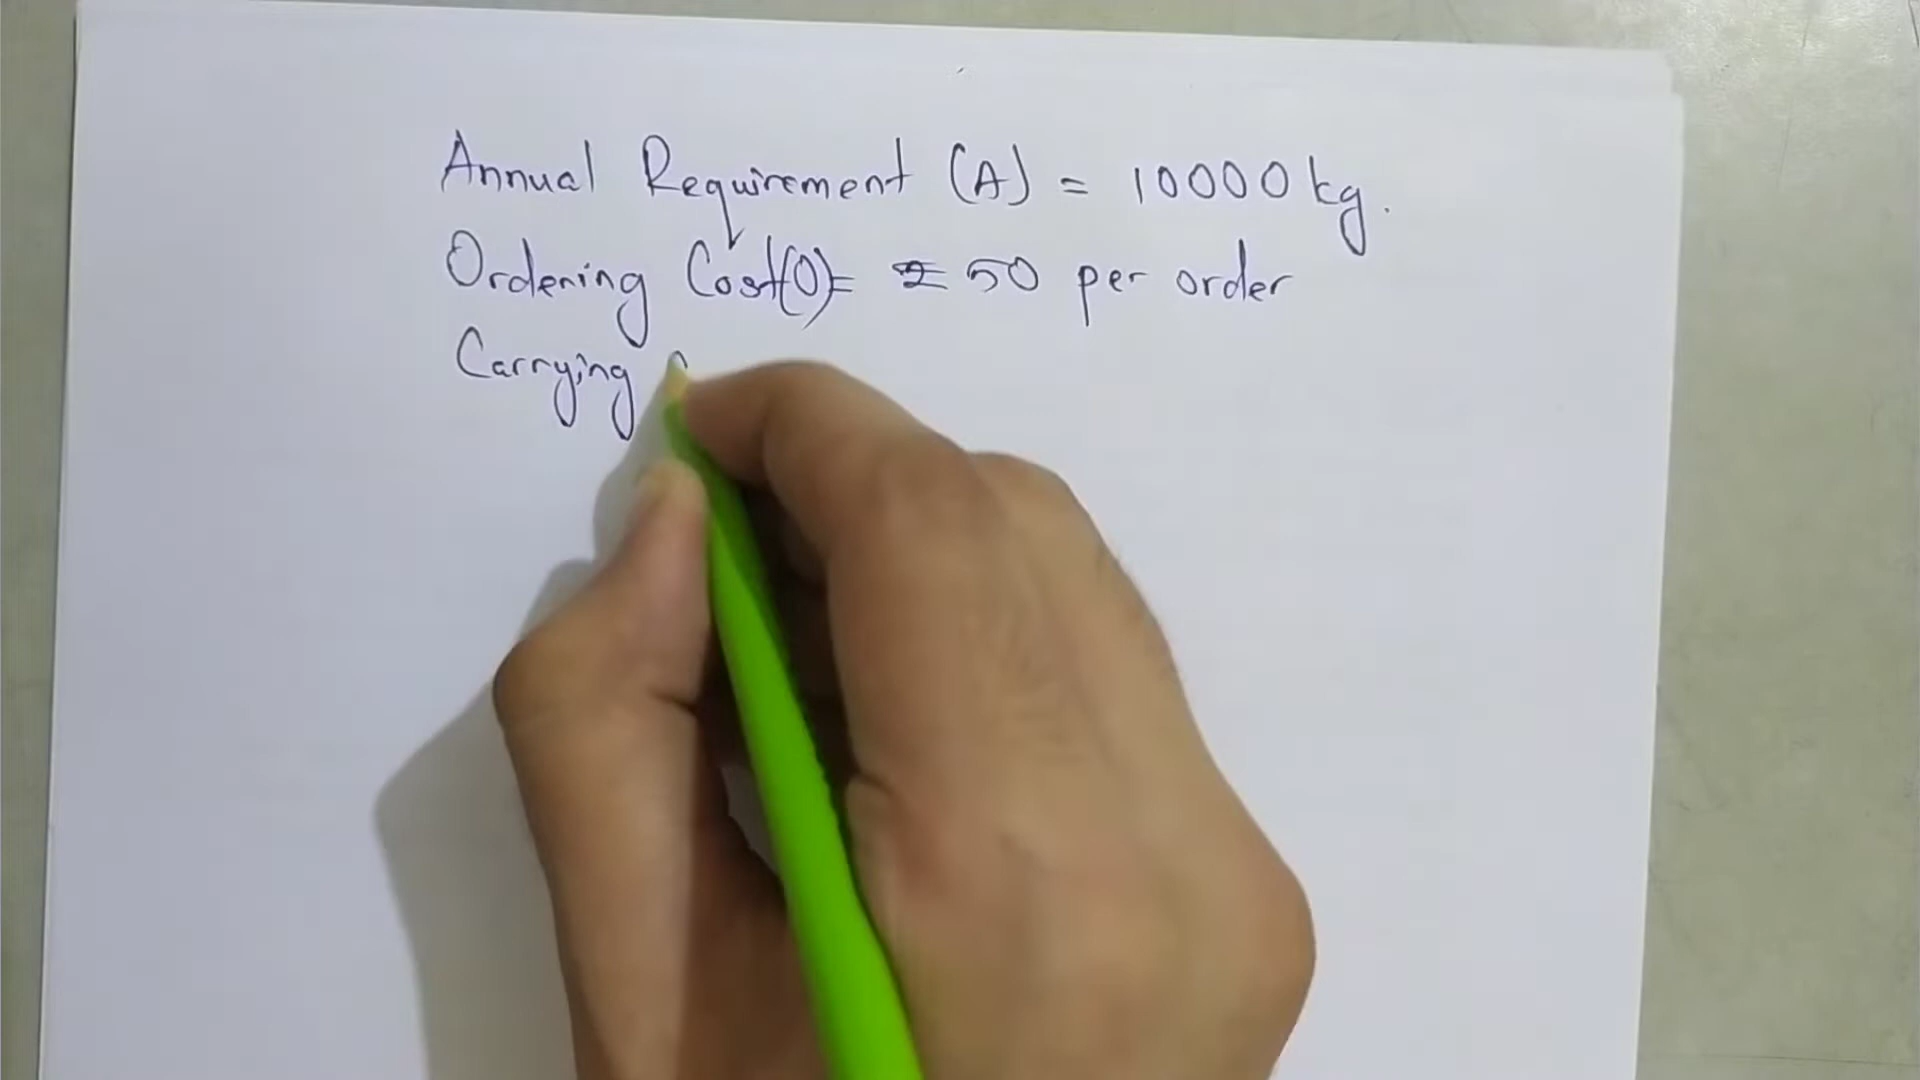 Annual Requirement (A) = 10000 kg.
Ordering Cost(O)= 50 per order
Carrying